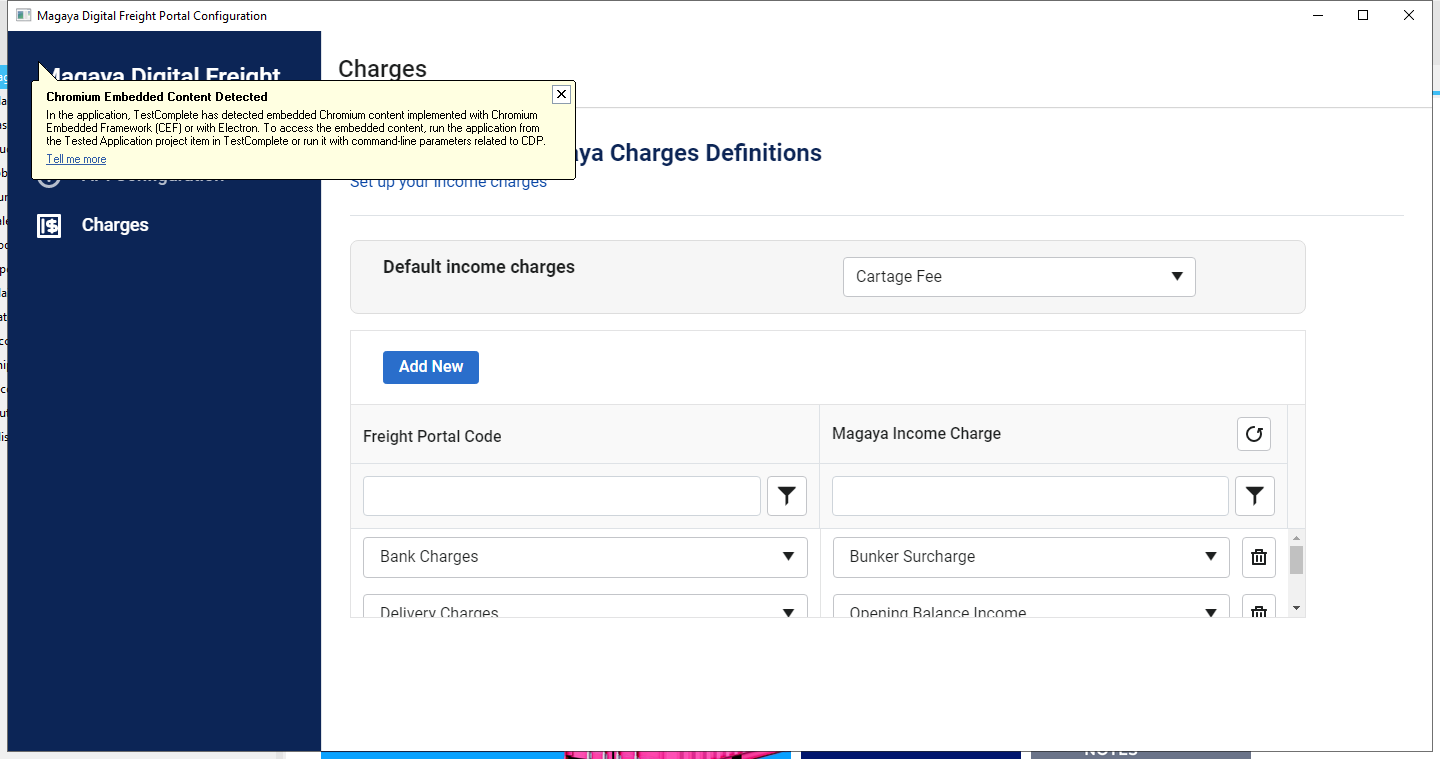 Magaya Digital Freight Portal Configuration
Magaya Digital Freight
Charges
Chromium Embedded Content Detected
In the application, TestComplete has detected embedded Chromium content implemented with Chromium
Embedded Framework (CEF) or with Electron. To access the embedded content, run the application from
the Tested Application project item in TestComplete or run it with command-line parameters related to CDP.
Tell me more
aya Charges Definitions
API Configuration
Set up your income charges
Charges
Default income charges
Cartage Fee
Add New
Freight Portal Code
Magaya Income Charge
Bank Charges
Bunker Surcharge
Delivery Charges
Opening Balance Income
NOTES